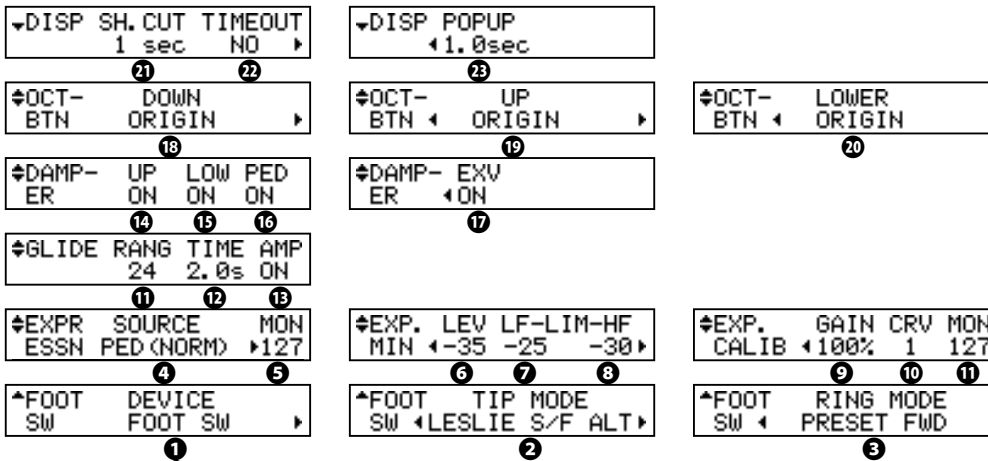 DISP SH.CUT TIMEOUT
1 sec NO
21 22
DISP POPUP
1.0sec
23
OCT- DOWN
BTN ORIGIN
18
OCT- UP
BTN ORIGIN
19
OCT- LOWER
BTN ORIGIN
20
DAMP- UP LOW PED
ER ON ON ON
14 15 16
DAMP- EXV
ER ON
17
GLIDE RANG TIME AMP
24 2.0s ON
11 12 13
EXPR SOURCE MON
ESSN PED(NORM) 127
4 5
EXP. LEV LF-LIM-HF
MIN -35 -25 -30
6 7 8
EXP. GAIN CRV MON
CALIB 100% 1 127
9 10 11
FOOT DEVICE
SW FOOT SW
1
FOOT TIP MODE
SW LESLIE S/F ALT
2
FOOT RING MODE
SW PRESET FWD
3